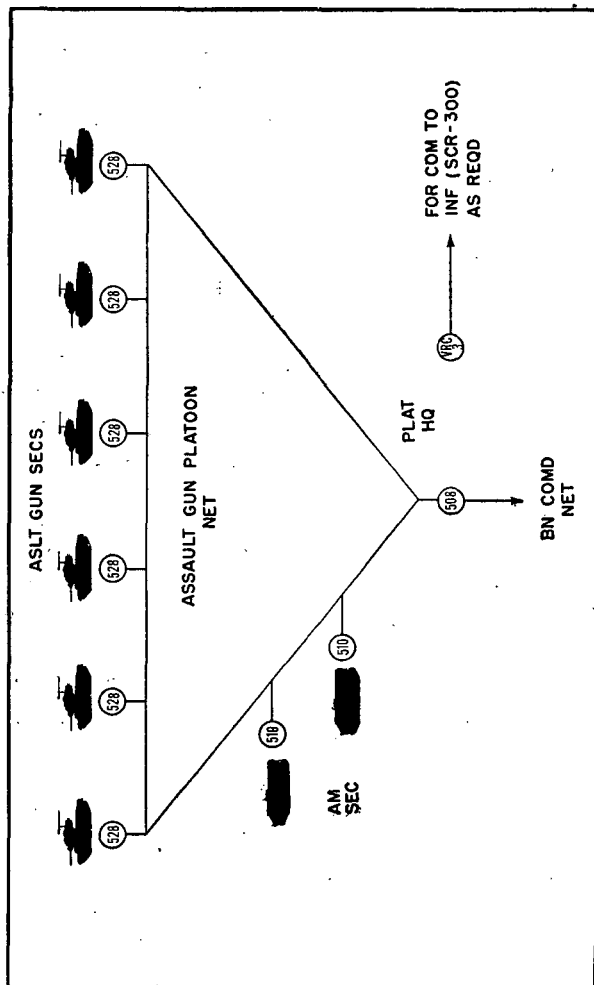 ASLT GUN SECS
528
528
528
528
528
528
ASSAULT GUN PLATOON
NET
518
510
AM
SEC
PLAT
HQ
508
BN COMD
NET
VRC
3
FOR COM TO
INF (SCR-300)
AS REQD